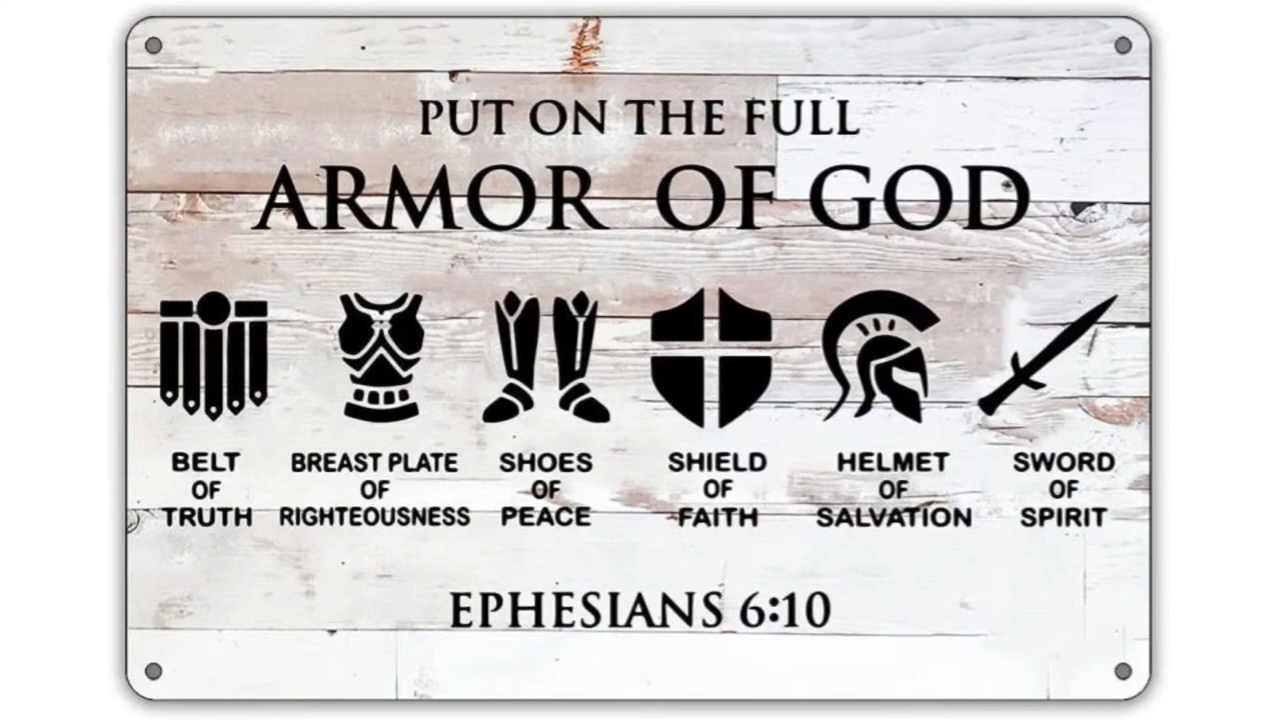 PUT ON THE FULL
ARMOR OF GOD
BELT
OF
TRUTH
BREAST PLATE
OF
RIGHTEOUSNESS
SHOES
OF
PEACE
SHIELD
OF
FAITH
HELMET
OF
SALVATION
SWORD
OF
SPIRIT
EPHESIANS 6:10